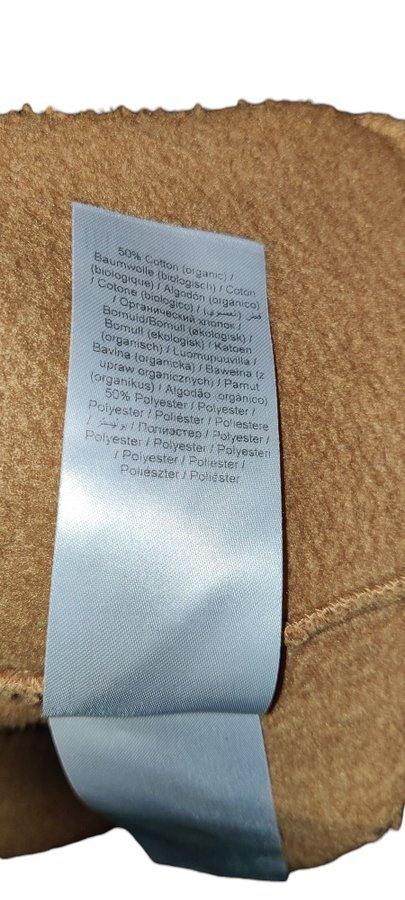 50% Cotton (organic) /
Baumwolle (biologisch) / Coton
(biologique) / Algodón (orgánico)
/ Cotone (biologico) / (عضوي) قطن
/ Органический хлопок /
Bomuld/Bomull (økologisk) /
Bomull (ekologisk) / Katoen
(organisch) / Luomupuuvilla /
Bavlna (organická) / Bawełna (z
upraw organicznych) / Pamut
(organikus) / Algodão orgânico)
50% Polyester / Polyester /
Polyester / Poliéster / Poliestere
/ بوليستر / Полиэстер / Polyester /
Polyester / Polyester / Polyesteri
/ Polyester / Poliester /
Poliészter / Poliéster